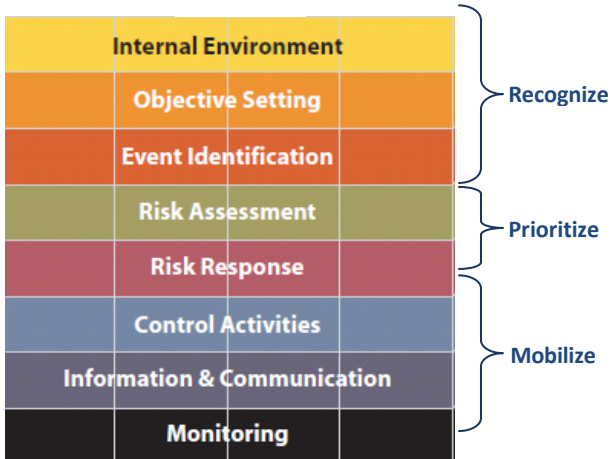 Internal Environment
Objective Setting
Event Identification
Recognize
Risk Assessment
Risk Response
Prioritize
Control Activities
Information & Communication
Monitoring
Mobilize